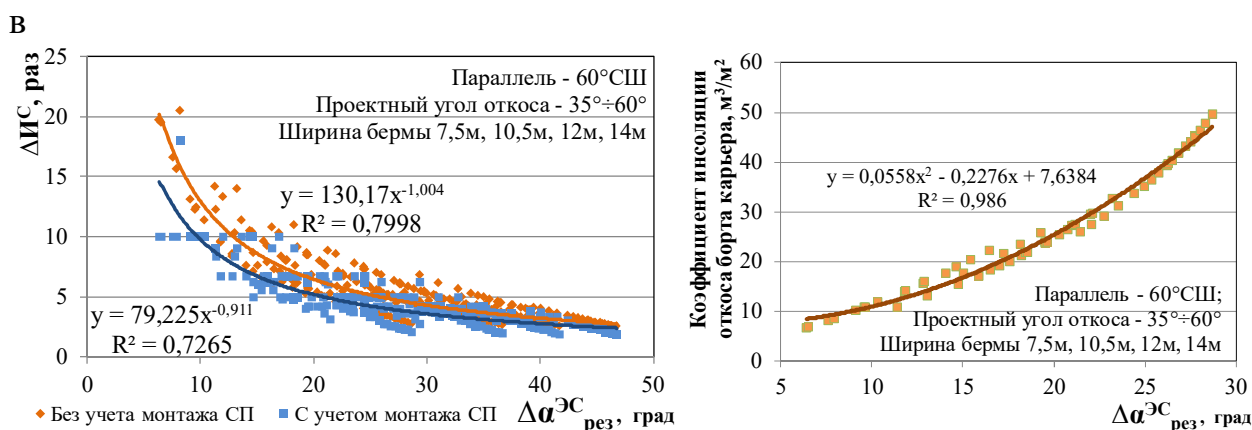 В
25
20
15
10
5
0
0
10
20
30
40
50
ΔИС, раз
Параллель - 60°СШ
Проектный угол откоса - 35°÷60°
Ширина бермы 7,5м, 10,5м, 12м, 14м
y = 130,17x-1,004
R² = 0,7998
y = 79,225x-0,911
R² = 0,7265
Без учета монтажа СП
С учетом монтажа СП
ΔαЭСрез, град
Коэффициент инсоляции
откоса борта карьера, м³/м²
60
50
40
30
20
10
0
5
10
15
20
25
30
y = 0,0558x² - 0,2276x + 7,6384
R² = 0,986
Параллель - 60°СШ;
Проектный угол откоса - 35°÷60°
Ширина бермы 7,5м, 10,5м, 12м, 14м
ΔαЭСрез, град